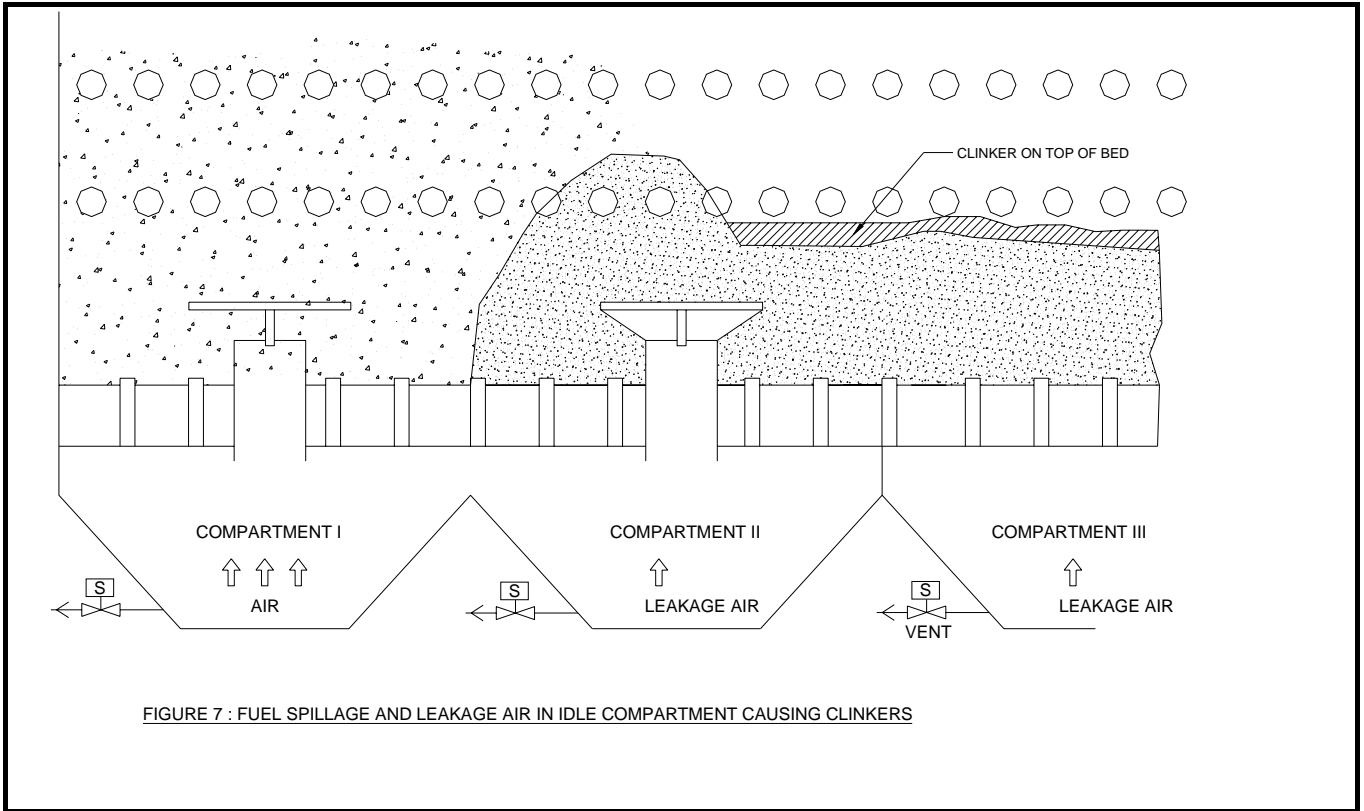 CLINKER ON TOP OF BED
COMPARTMENT I
COMPARTMENT II
COMPARTMENT III
S
S
S
AIR
LEAKAGE AIR
LEAKAGE AIR
VENT
FIGURE 7 : FUEL SPILLAGE AND LEAKAGE AIR IN IDLE COMPARTMENT CAUSING CLINKERS